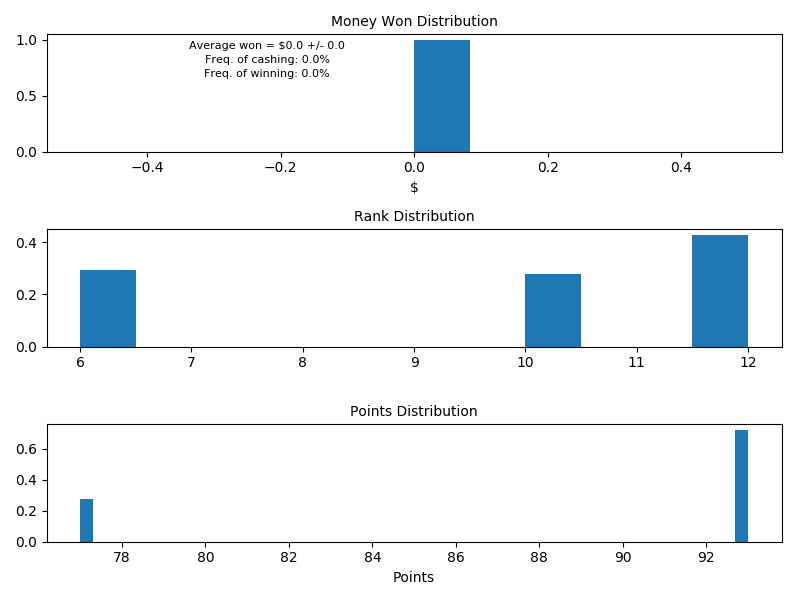 Money Won Distribution
1.0
Average won = $0.0 +/- 0.0
Freq. of cashing: 0.0%
Freq. of winning: 0.0%
0.5
0.0
−0.4 −0.2 0.0 0.2 0.4
$
Rank Distribution
0.4
0.2
0.0
6 7 8 9 10 11 12
Points Distribution
0.6
0.4
0.2
0.0
78 80 82 84 86 88 90 92
Points